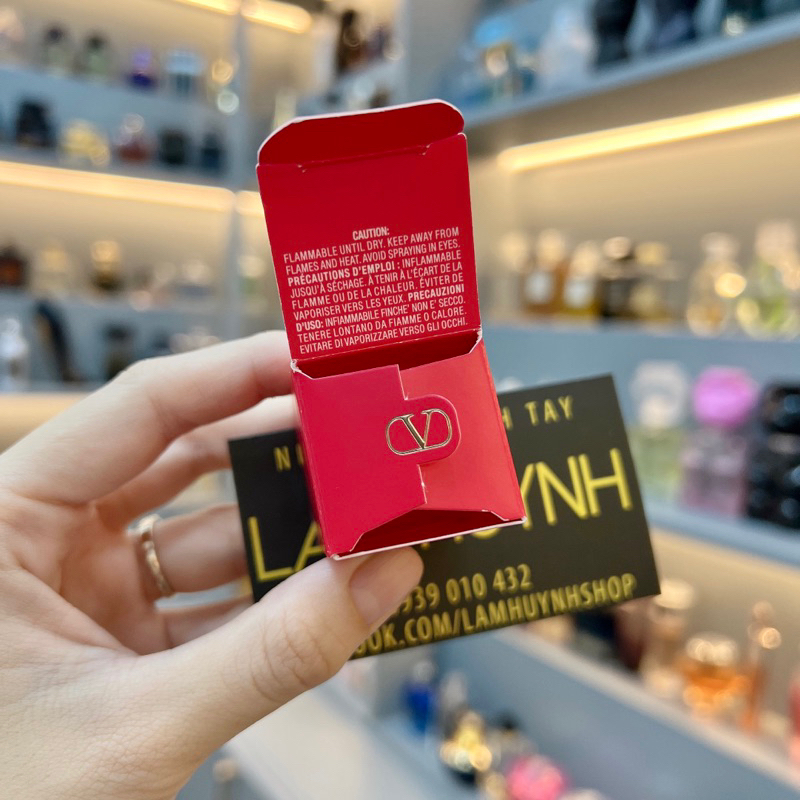 CAUTION:
FLAMMABLE UNTIL DRY. KEEP AWAY FROM
FLAMES AND HEAT. AVOID SPRAYING IN EYES.
PRÉCAUTIONS D'EMPLOI : INFLAMMABLE
JUSQU'À SÉCHAGE. À TENIR À L'ÉCART DE LA
FLAMME OU DE LA CHALEUR. ÉVITER DE
VAPORISER VERS LES YEUX. PRECAUZIONI
D'USO: INFIAMMABILE FINCHE' NON E' SECCO.
TENERE LONTANO DA FIAMME O CALORE.
EVITARE DI VAPORIZZARE VERSO GLI OCCHI.
V
TAY
LA YNH
939 010 432
OOK.COM/LAMHUYNHSHOP